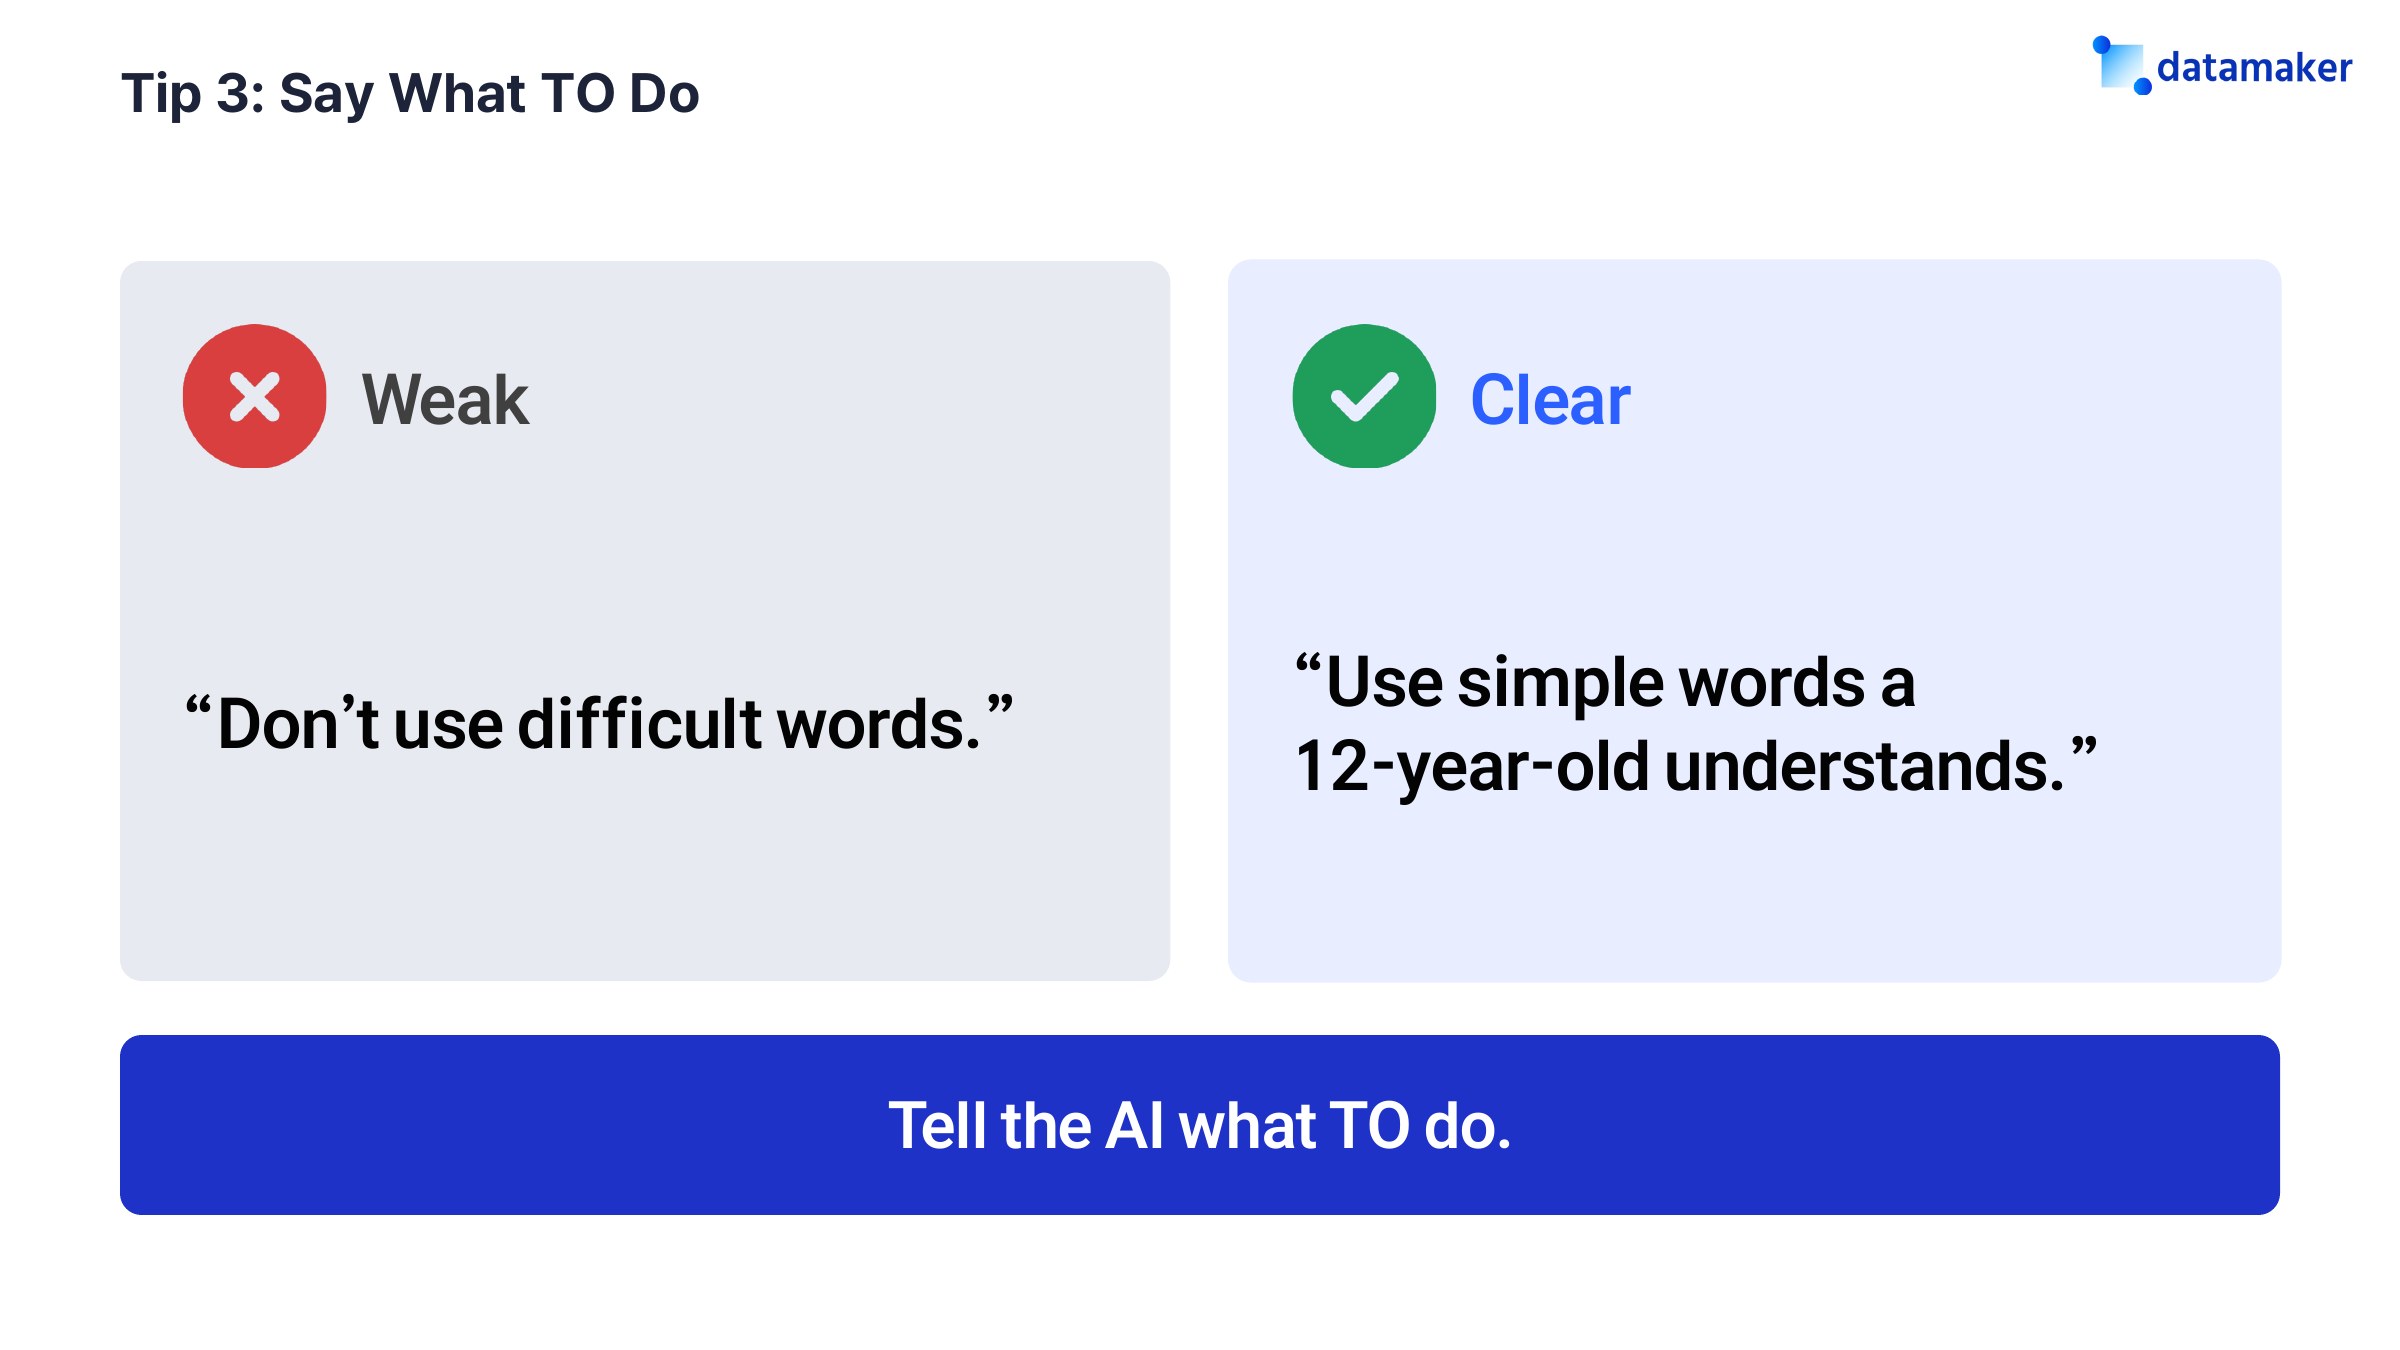 Tip 3: Say What TO Do
datamaker
Weak
“Don’t use difficult words.”
Clear
“Use simple words a
12-year-old understands.”
Tell the AI what TO do.